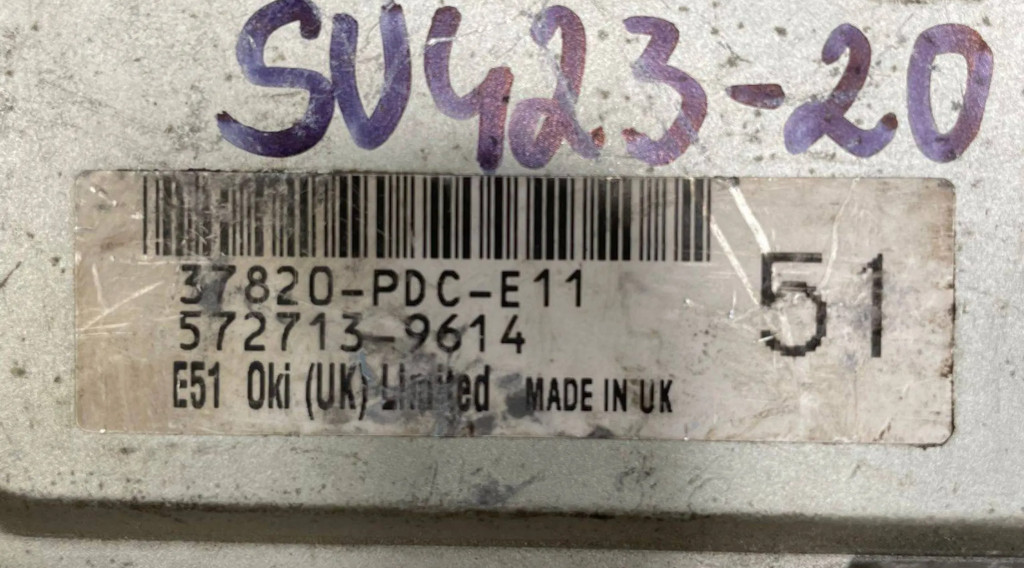 SV423-20
37820-PDC-E11
572713-9614
51
E51 Oki (UK) Limited MADE IN UK